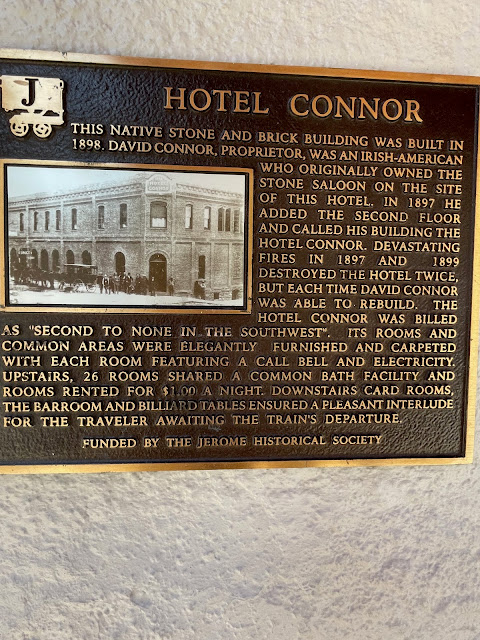 J
HOTEL CONNOR
THIS NATIVE STONE AND BRICK BUILDING WAS BUILT IN
1898. DAVID CONNOR, PROPRIETOR, WAS AN IRISH-AMERICAN
WHO ORIGINALLY OWNED THE
STONE SALOON ON THE SITE
OF THIS HOTEL. IN 1897 HE
ADDED THE SECOND FLOOR
AND CALLED HIS BUILDING THE
HOTEL CONNOR. DEVASTATING
FIRES IN 1897 AND 1899
DESTROYED THE HOTEL TWICE,
BUT EACH TIME DAVID CONNOR
WAS ABLE TO REBUILD. THE
HOTEL CONNOR WAS BILLED
AS "SECOND TO NONE IN THE SOUTHWEST". ITS ROOMS AND
COMMON AREAS WERE ELEGANTLY FURNISHED AND CARPETED
WITH EACH ROOM FEATURING A CALL BELL AND ELECTRICITY.
UPSTAIRS, 26 ROOMS SHARED A COMMON BATH FACILITY AND
ROOMS RENTED FOR $1.00 A NIGHT. DOWNSTAIRS CARD ROOMS,
THE BARROOM AND BILLIARD TABLES ENSURED A PLEASANT INTERLUDE
FOR THE TRAVELER AWAITING THE TRAIN'S DEPARTURE.
FUNDED BY THE JEROME HISTORICAL SOCIETY